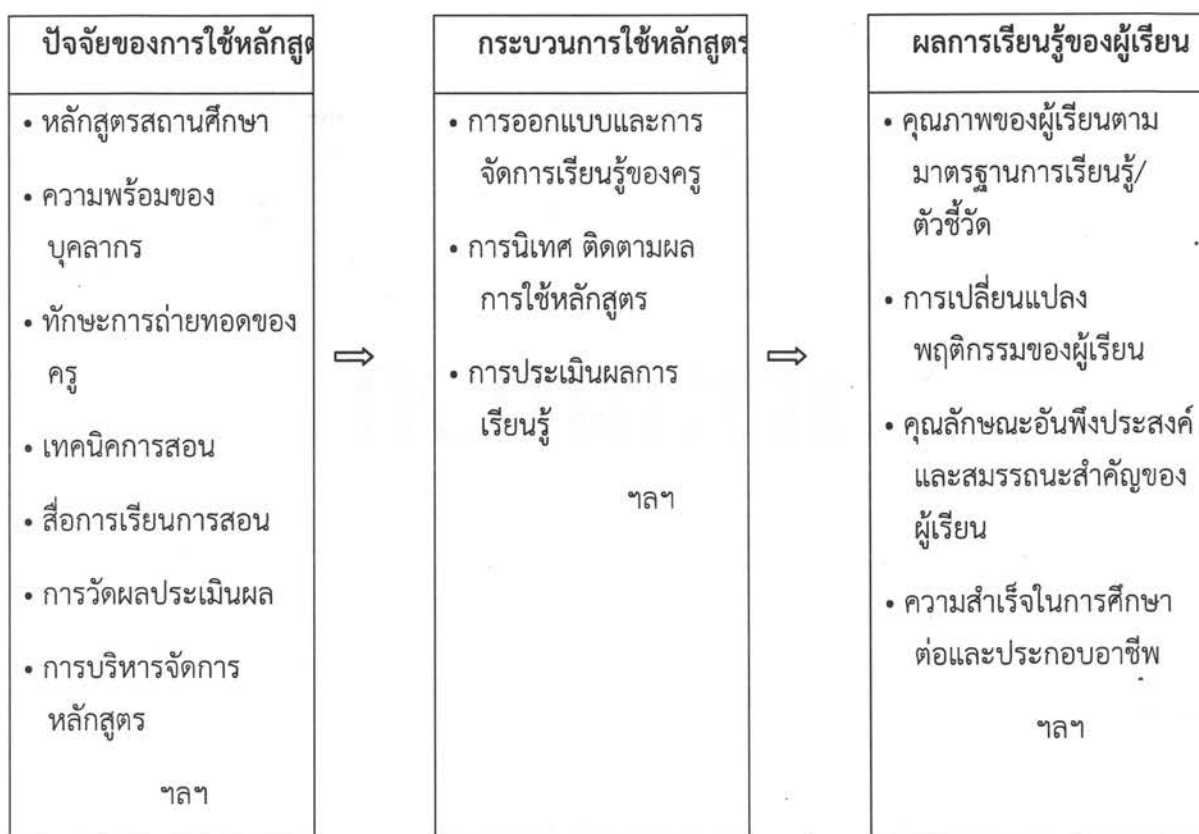 ปัจจัยของการใช้หลักสูต
• หลักสูตรสถานศึกษา
• ความพร้อมของ
บุคลากร
• ทักษะการถ่ายทอดของ
ครู
• เทคนิคการสอน
• สื่อการเรียนการสอน
• การวัดผลประเมินผล
• การบริหารจัดการ
หลักสูตร
ฯลฯ
⇨
กระบวนการใช้หลักสูตร
• การออกแบบและการ
จัดการเรียนรู้ของครู
• การนิเทศ ติดตามผล
การใช้หลักสูตร
• การประเมินผลการ
เรียนรู้
ฯลฯ
⇨
ผลการเรียนรู้ของผู้เรียน
• คุณภาพของผู้เรียนตาม
มาตรฐานการเรียนรู้/
ตัวชี้วัด
• การเปลี่ยนแปลง
พฤติกรรมของผู้เรียน
• คุณลักษณะอันพึงประสงค์
และสมรรถนะสำคัญของ
ผู้เรียน
• ความสำเร็จในการศึกษา
ต่อและประกอบอาชีพ
ฯลฯ